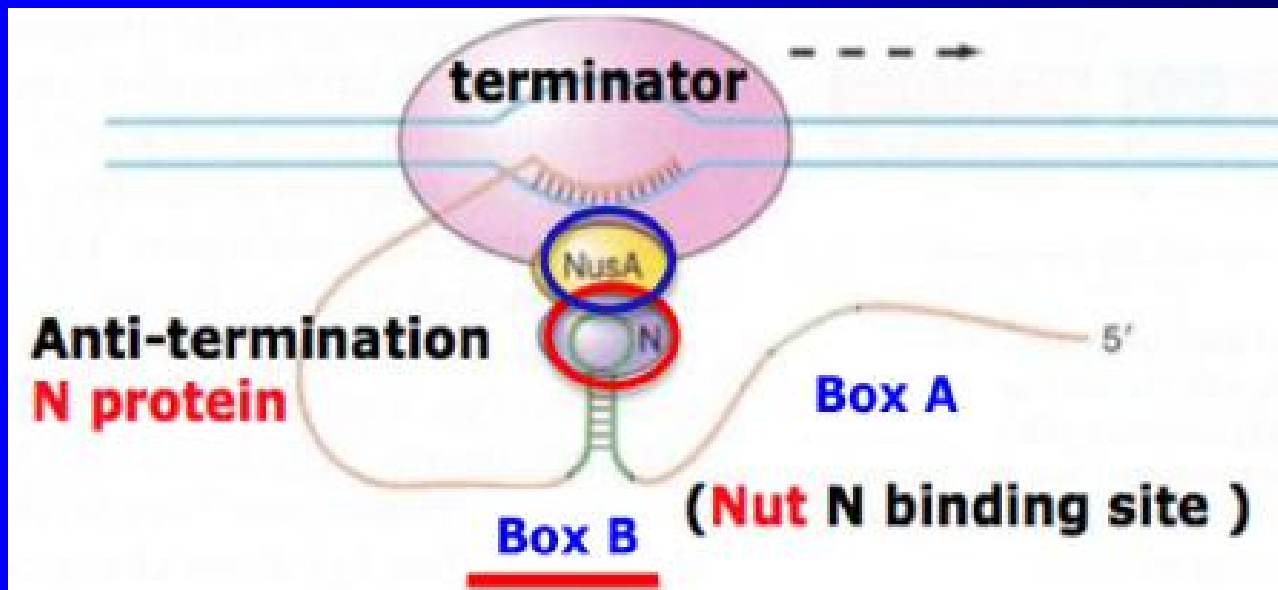 terminator
NusA
N
Anti-termination
N protein
5′
Box A
(Nut N binding site )
Box B